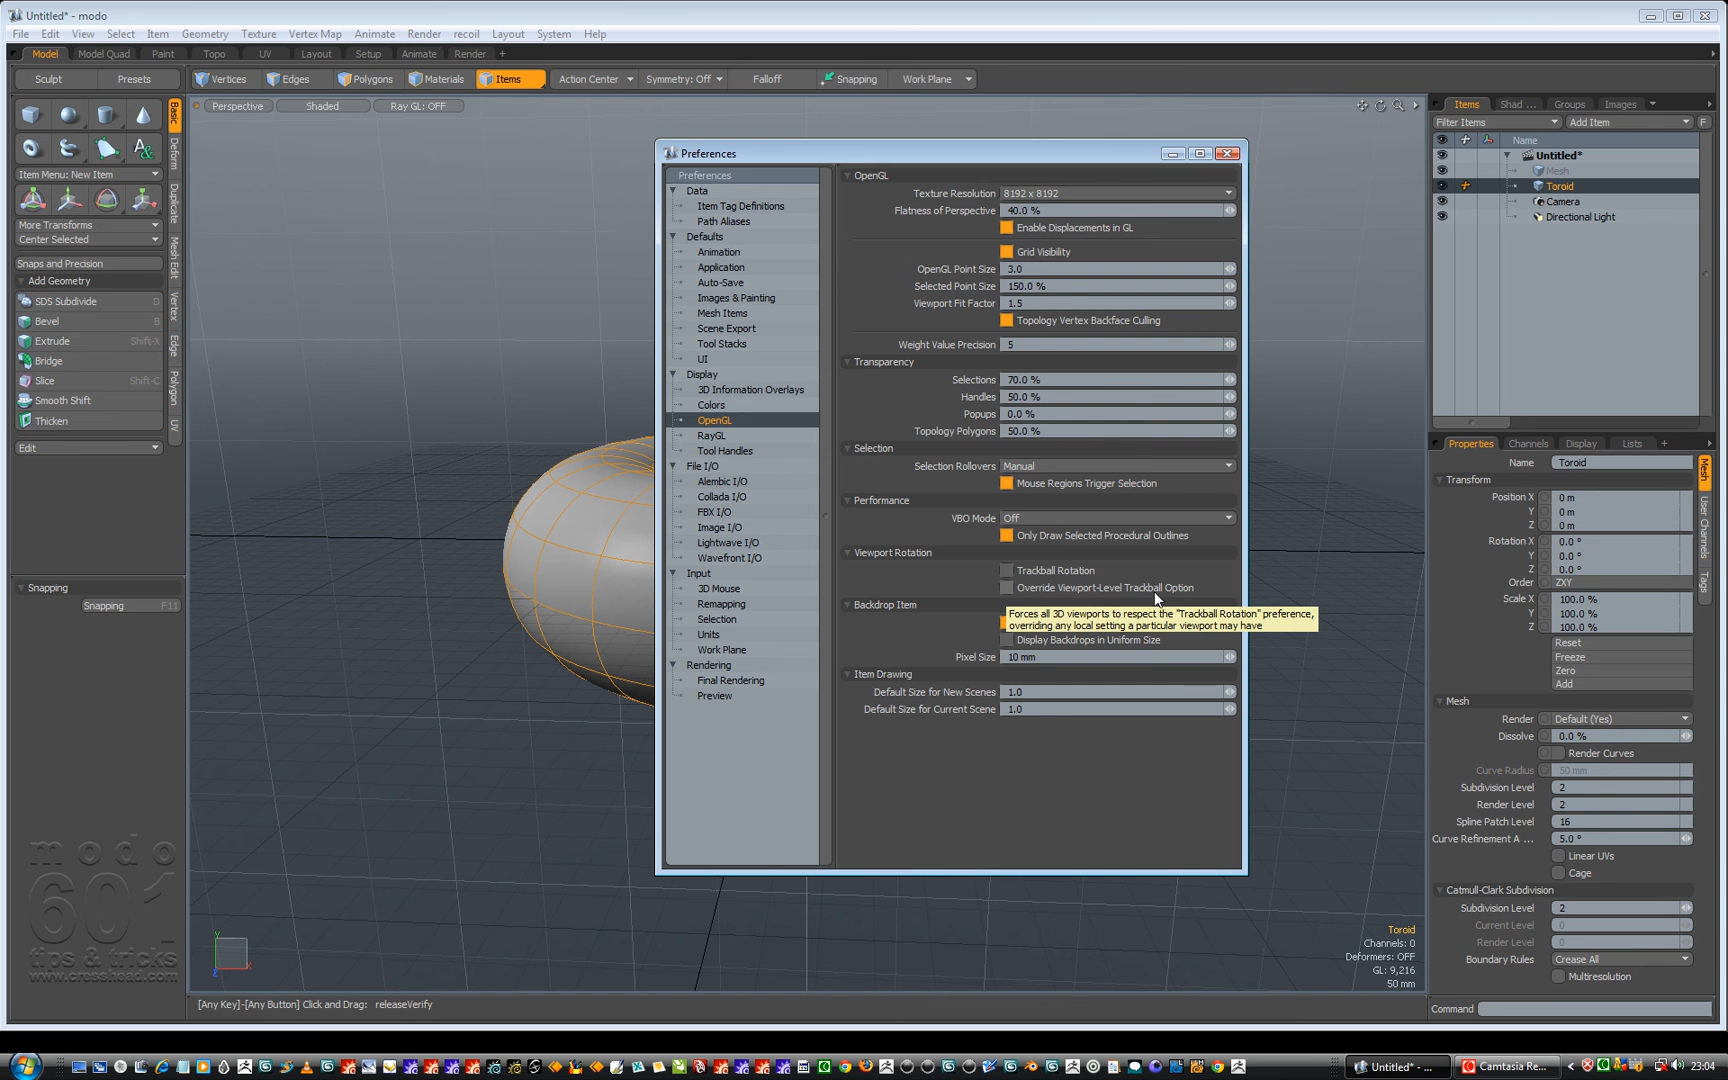 Untitled* - modo
File Edit View Select Item Geometry Texture Vertex Map Animate Render recoil Layout System Help
Model Model Quad Paint Topo UV Layout Setup Animate Render +
Sculpt Presets Vertices Edges Polygons Materials Items Action Center Symmetry: Off Falloff Snapping Work Plane
Perspective Shaded Ray GL: OFF
Basic
Deform
Duplicate
Mesh Edit
Vertex
Edge
Polygon
UV
Item Menu: New Item
More Transforms
Center Selected
Snaps and Precision
Add Geometry
SDS Subdivide D
Bevel B
Extrude Shift-X
Bridge
Slice Shift-C
Smooth Shift
Thicken
Edit
Snapping
Snapping F11
modo
601
tips & tricks
www.cresshead.com
[Any Key]-[Any Button] Click and Drag: releaseVerify
Preferences
Preferences
Data
Item Tag Definitions
Path Aliases
Defaults
Animation
Application
Auto-Save
Images & Painting
Mesh Items
Scene Export
Tool Stacks
UI
Display
3D Information Overlays
Colors
OpenGL
RayGL
Tool Handles
File I/O
Alembic I/O
Collada I/O
FBX I/O
Image I/O
Lightwave I/O
Wavefront I/O
Input
3D Mouse
Remapping
Selection
Units
Work Plane
Rendering
Final Rendering
Preview
OpenGL
Texture Resolution 8192 x 8192
Flatness of Perspective 40.0 %
Enable Displacements in GL
Grid Visibility
OpenGL Point Size 3.0
Selected Point Size 150.0 %
Viewport Fit Factor 1.5
Topology Vertex Backface Culling
Weight Value Precision 5
Transparency
Selections 70.0 %
Handles 50.0 %
Popups 0.0 %
Topology Polygons 50.0 %
Selection
Selection Rollovers Manual
Mouse Regions Trigger Selection
Performance
VBO Mode Off
Only Draw Selected Procedural Outlines
Viewport Rotation
Trackball Rotation
Override Viewport-Level Trackball Option
Backdrop Item
Forces all 3D viewports to respect the "Trackball Rotation" preference,
overriding any local setting a particular viewport may have
Display Backdrops in Uniform Size
Pixel Size 10 mm
Item Drawing
Default Size for New Scenes 1.0
Default Size for Current Scene 1.0
Toroid
Channels: 0
Deformers: OFF
GL: 9,216
50 mm
Items Shad ... Groups Images
Filter Items Add Item F
Name
Untitled*
Mesh
Toroid
Camera
Directional Light
Properties Channels Display Lists +
Mesh
User Channels
Tags
Name Toroid
Transform
Position X 0 m
Y 0 m
Z 0 m
Rotation X 0.0 °
Y 0.0 °
Z 0.0 °
Order ZXY
Scale X 100.0 %
Y 100.0 %
Z 100.0 %
Reset
Freeze
Zero
Add
Mesh
Render Default (Yes)
Dissolve 0.0 %
Render Curves
Curve Radius 50 mm
Subdivision Level 2
Render Level 2
Spline Patch Level 16
Curve Refinement A ... 5.0 °
Linear UVs
Cage
Catmull-Clark Subdivision
Subdivision Level 2
Current Level 0
Render Level 0
Boundary Rules Crease All
Multiresolution
Command
Untitled* - ... Camtasia Re... 23:04